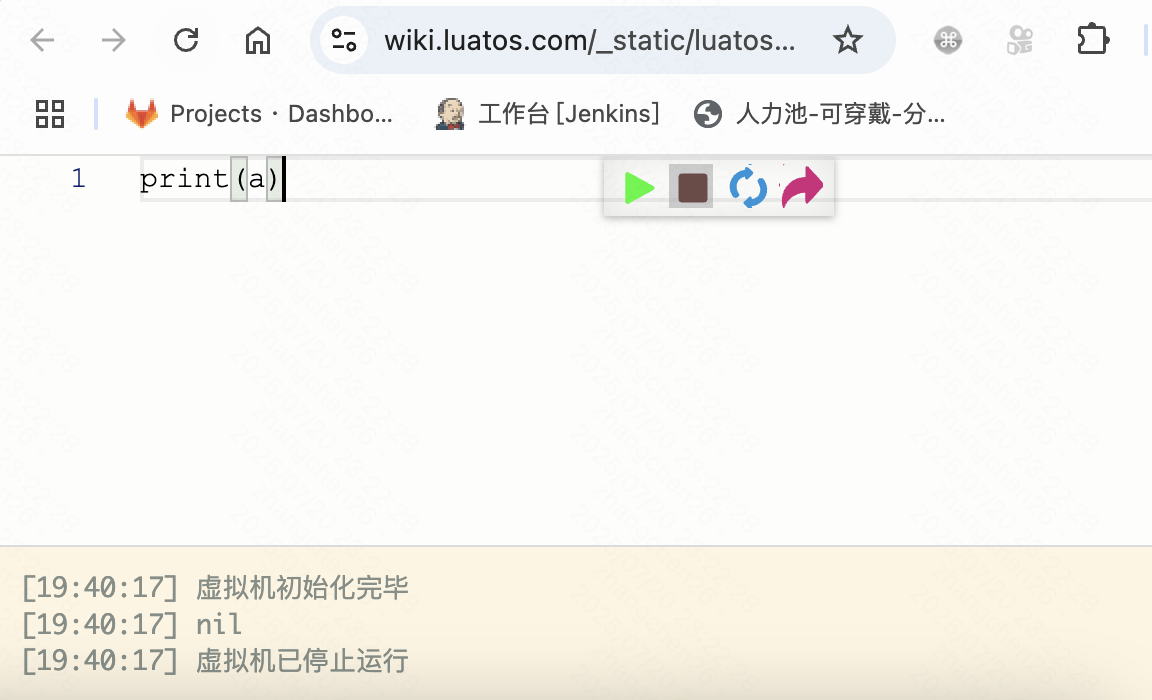 wiki.luatos.com/_static/luatos...
Projects · Dashbo...
工作台 [Jenkins]
人力池-可穿戴-分...
1 print(a)
[19:40:17] 虚拟机初始化完毕
[19:40:17] nil
[19:40:17] 虚拟机已停止运行